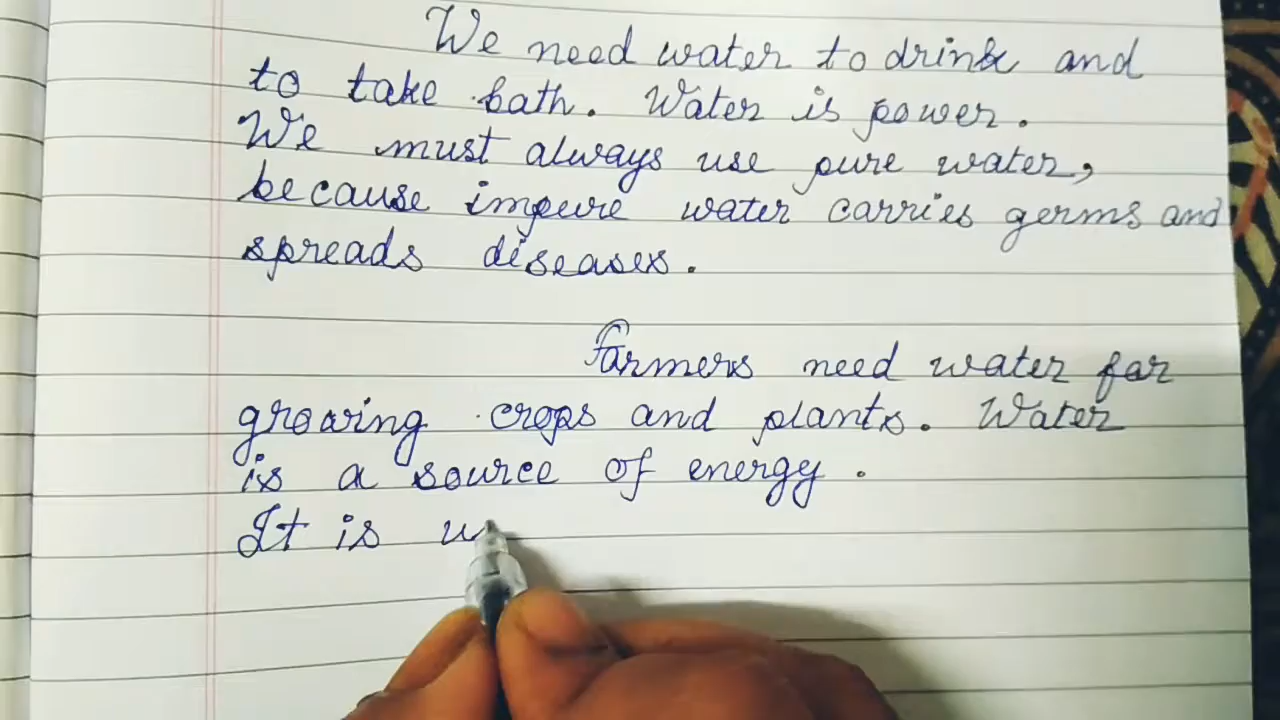 We need water to drink and
to take bath. Water is power.
We must always use pure water,
because impure water carries germs and
spreads diseases.
Farmers need water for
growing crops and plants. Water
is a source of energy.
It is u